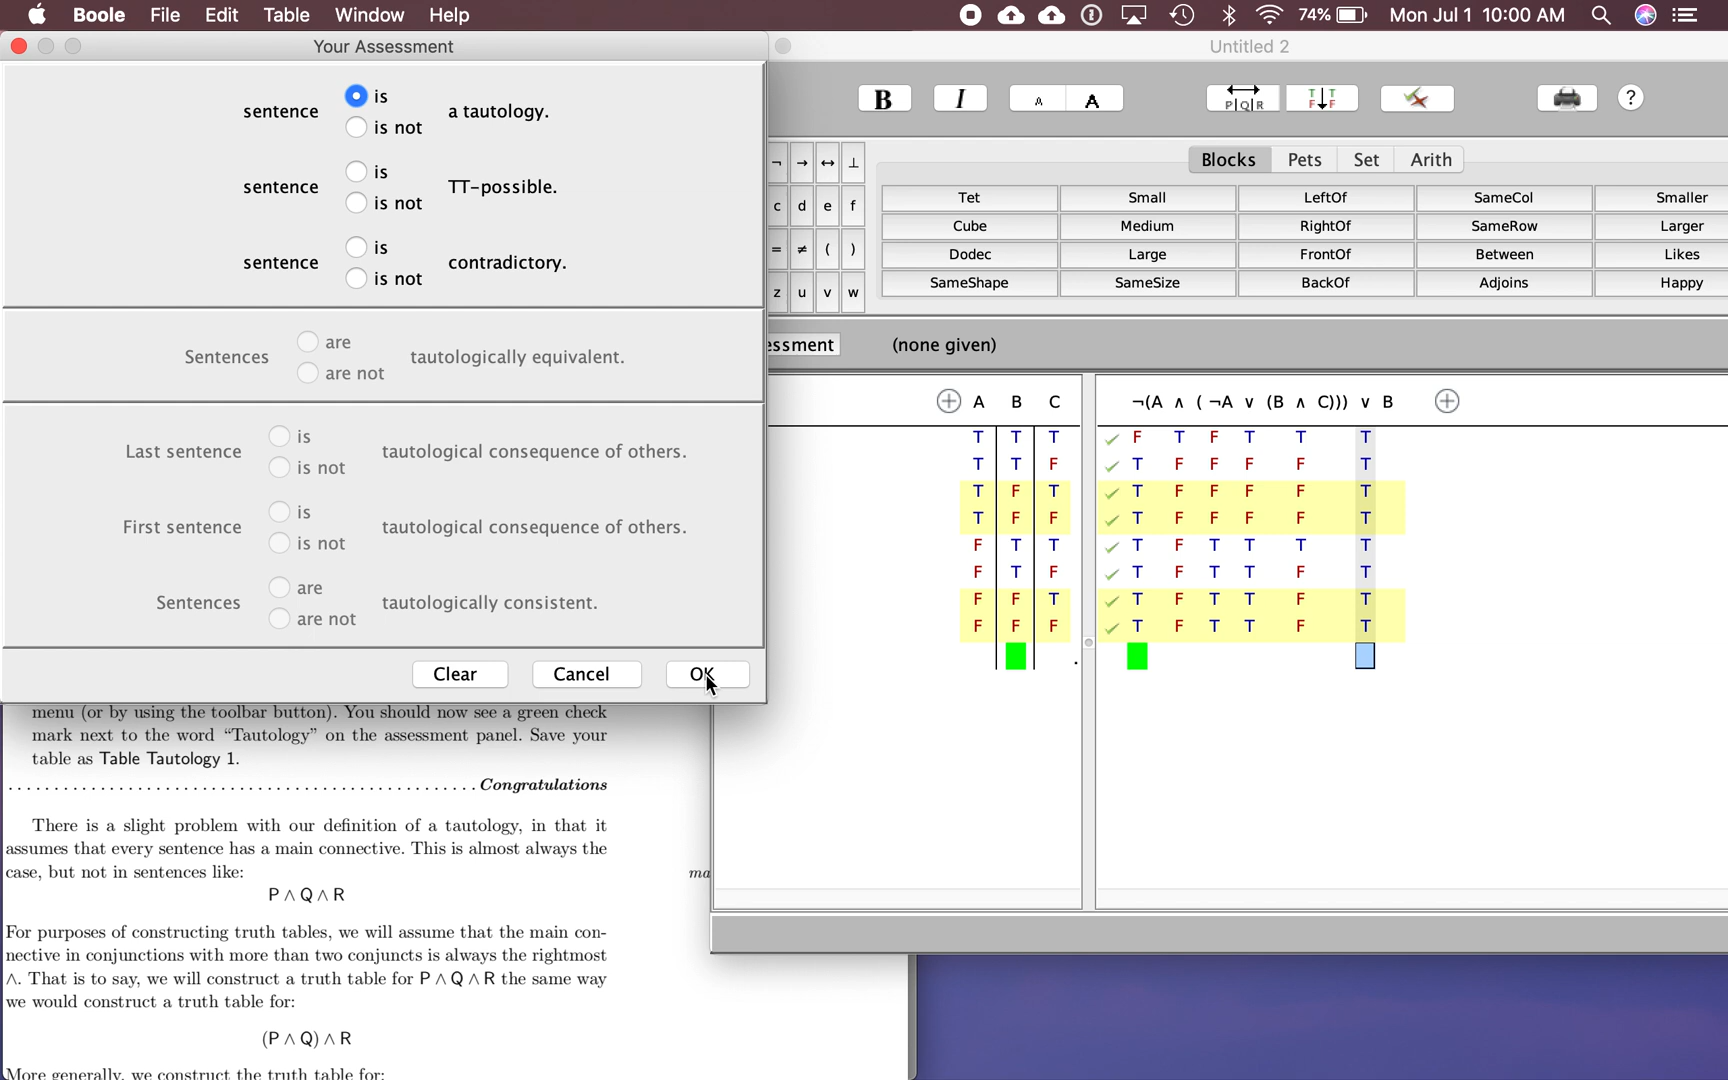 Boole File Edit Table Window Help 74% Mon Jul 1 10:00 AM
Your Assessment
Untitled 2
sentence is a tautology.
is not
sentence is TT-possible.
is not
sentence is contradictory.
is not
Sentences are tautologically equivalent.
are not
Last sentence is tautological consequence of others.
is not
First sentence is tautological consequence of others.
is not
Sentences are tautologically consistent.
are not
Clear Cancel OK
B I A A P|Q|R T↓T F F ?
¬ → ↔ ⊥
c d e f
= ≠ ( )
z u v w
Blocks Pets Set Arith
Tet Small LeftOf SameCol Smaller
Cube Medium RightOf SameRow Larger
Dodec Large FrontOf Between Likes
SameShape SameSize BackOf Adjoins Happy
essment (none given)
A B C ¬(A ∧ ( ¬A ∨ (B ∧ C))) ∨ B
T T T F T F T T T
T T F T F F F F T
T F T T F F F F T
T F F T F F F F T
F T T T F T T T T
F T F T F T T F T
F F T T F T T F T
F F F T F T T F T
menu (or by using the toolbar button). You should now see a green check
mark next to the word “Tautology” on the assessment panel. Save your
table as Table Tautology 1.
. . . . . . . . . . . . . . . . . . . . . . . . . . . . . . . . . . . . . . . . . . . . . . . . Congratulations
There is a slight problem with our definition of a tautology, in that it
assumes that every sentence has a main connective. This is almost always the
case, but not in sentences like:
ma
P ∧ Q ∧ R
For purposes of constructing truth tables, we will assume that the main con-
nective in conjunctions with more than two conjuncts is always the rightmost
∧. That is to say, we will construct a truth table for P ∧ Q ∧ R the same way
we would construct a truth table for:
(P ∧ Q) ∧ R
More generally, we construct the truth table for: